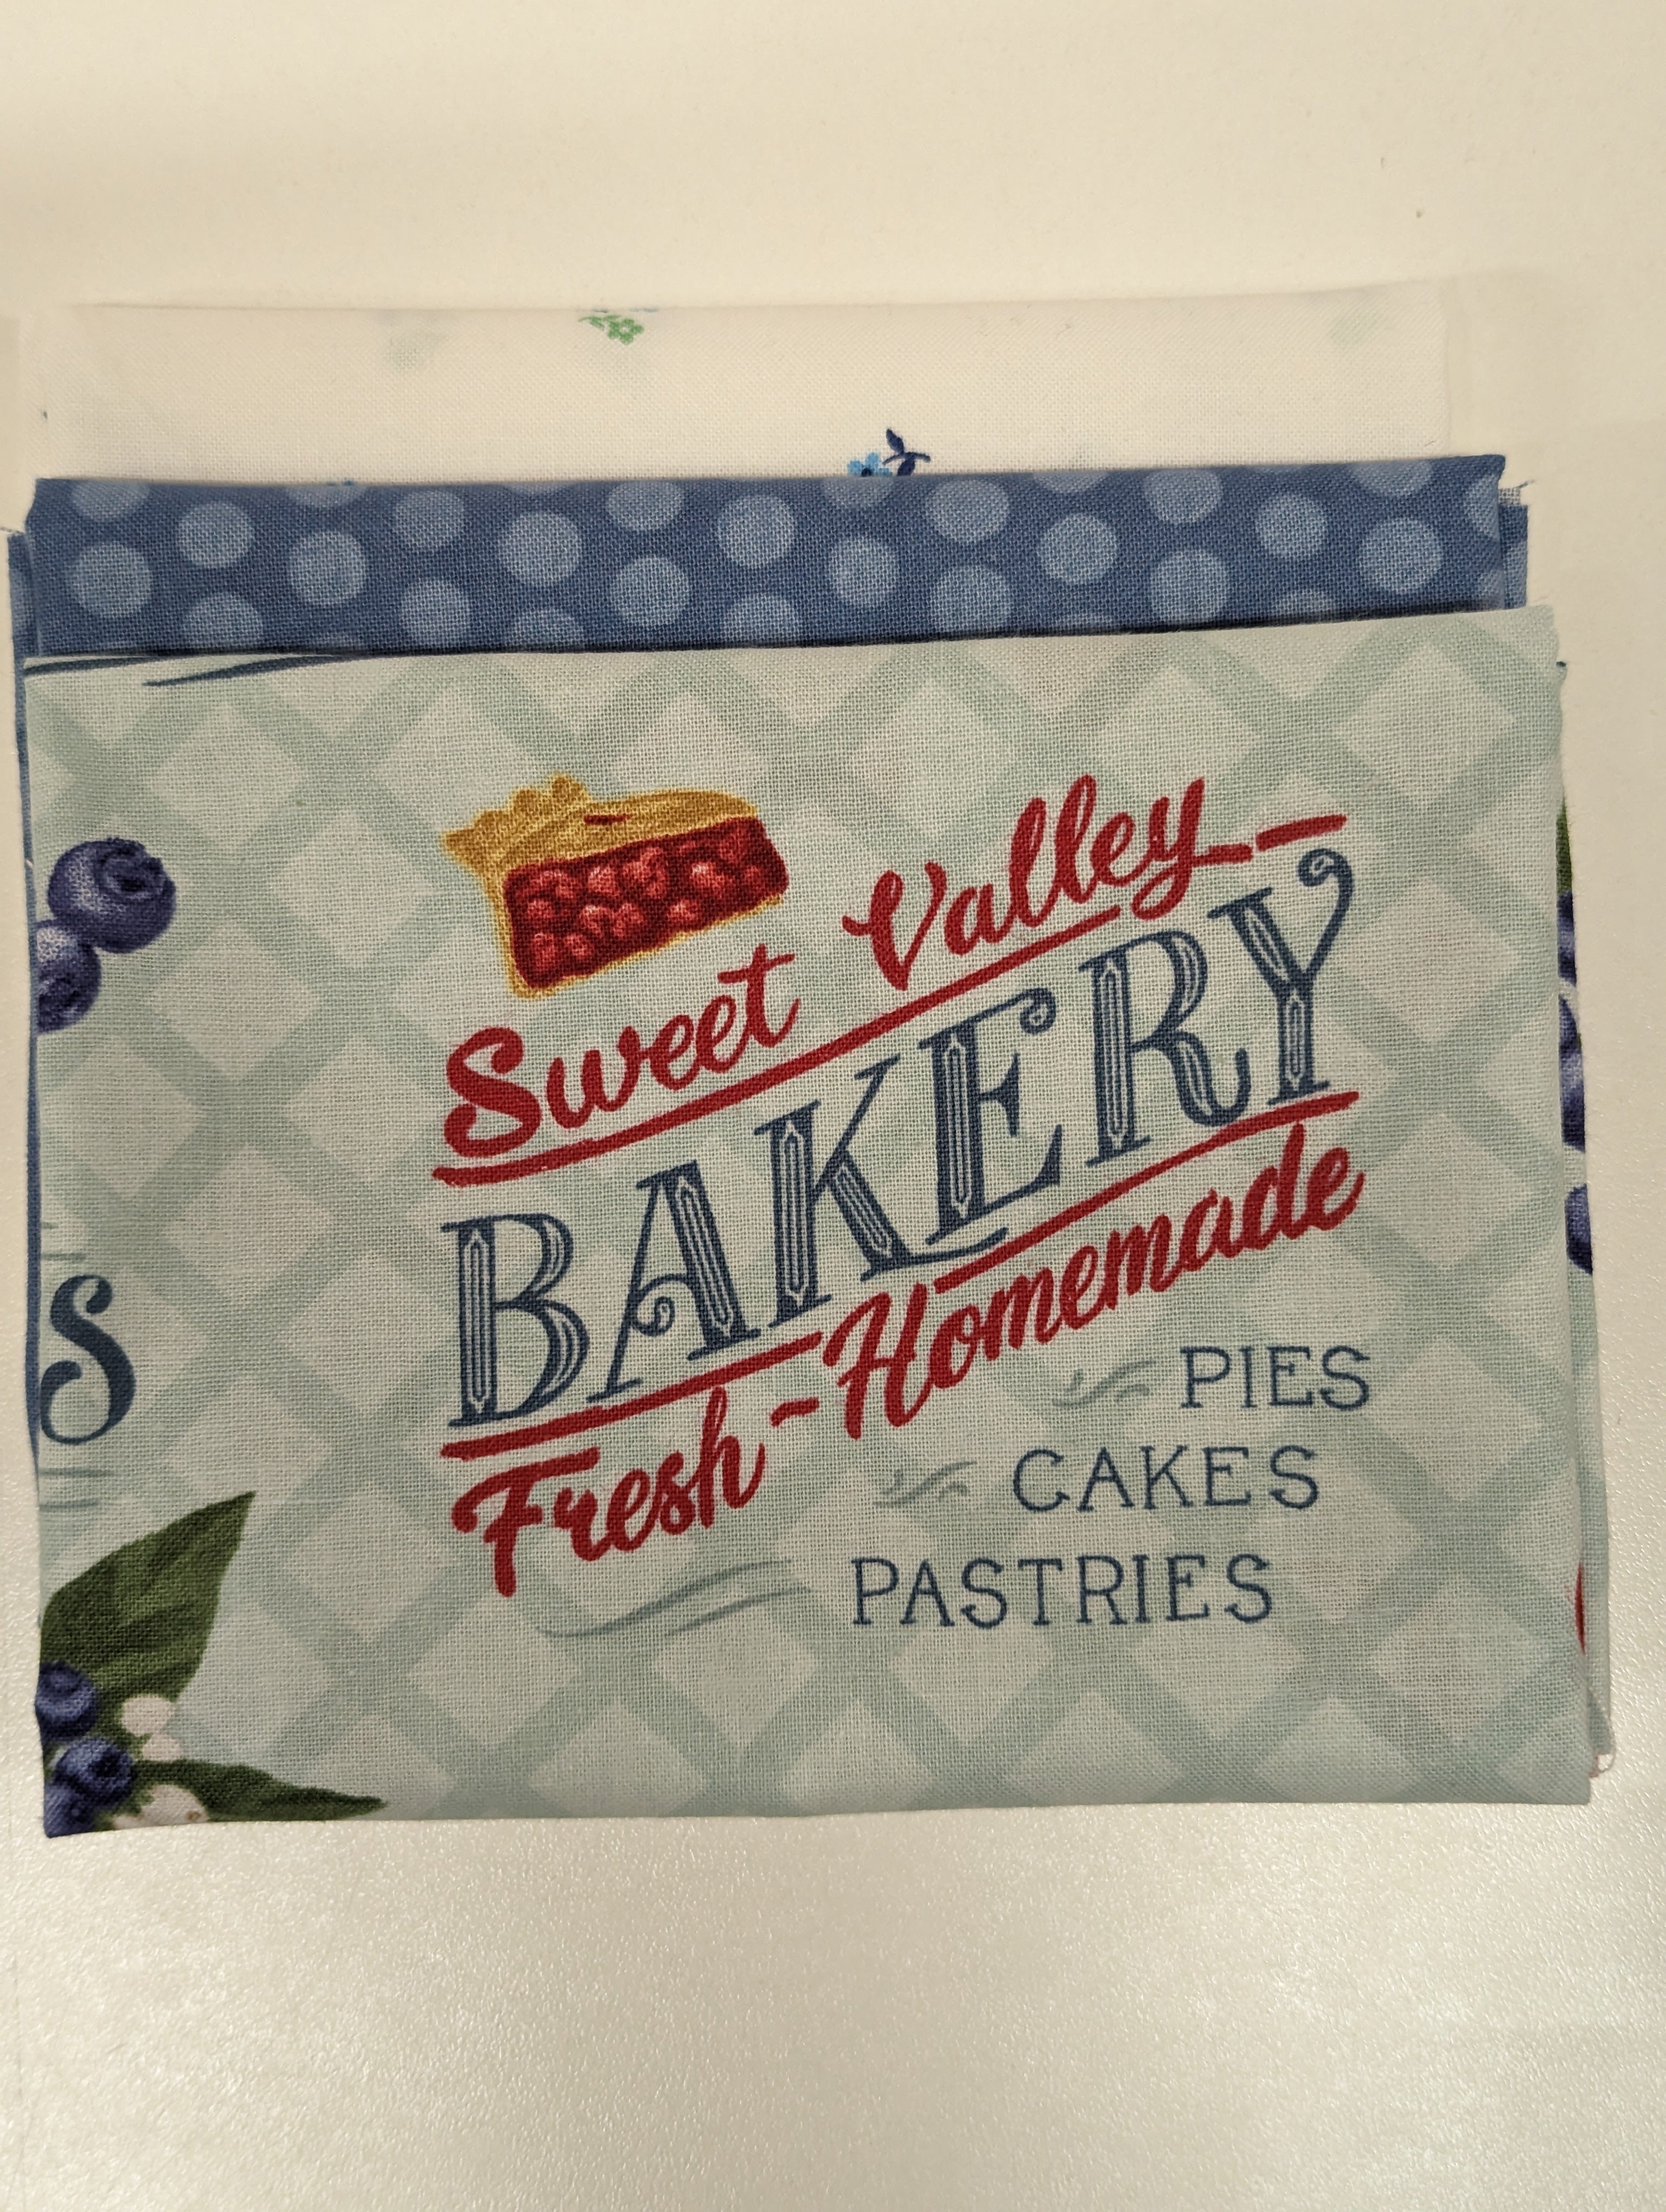 Sweet Valley
BAKERY
Fresh-Homemade
PIES
CAKES
PASTRIES
S